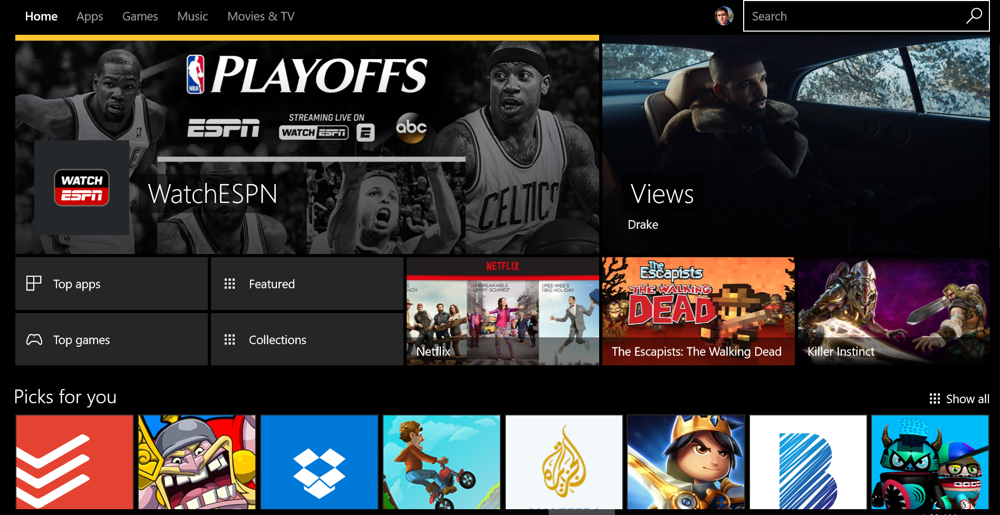 Home Apps Games Music Movies & TV
Search
NBA
PLAYOFFS
STREAMING LIVE ON
ESPN WATCH ESPN E abc
WATCH
ESPN
WatchESPN
CELTICS
Views
Drake
Top apps
Featured
Top games
Collections
NETFLIX
UNBREAKABLE
KIMMY SCHMIDT
PEE-WEE'S
BIG HOLIDAY
Netflix
The
Escapists
THE WALKING
DEAD
The Escapists: The Walking Dead
Killer Instinct
Picks for you
Show all
الجزيرة
B